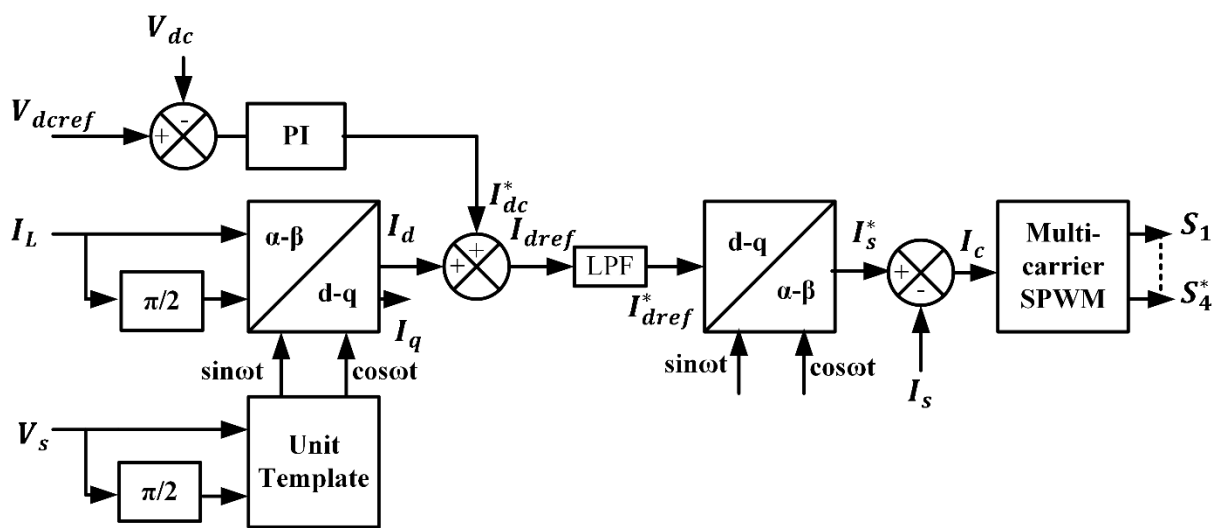 V_dc
V_dcref
+
-
PI
I*_dc
I_L
α-β
d-q
π/2
I_d
I_q
+
+
I_dref
LPF
I*_dref
d-q
α-β
I*_s
+
-
I_c
I_s
Multi-
carrier
SPWM
S_1
S*_4
sinωt
cosωt
sinωt
cosωt
V_s
π/2
Unit
Template